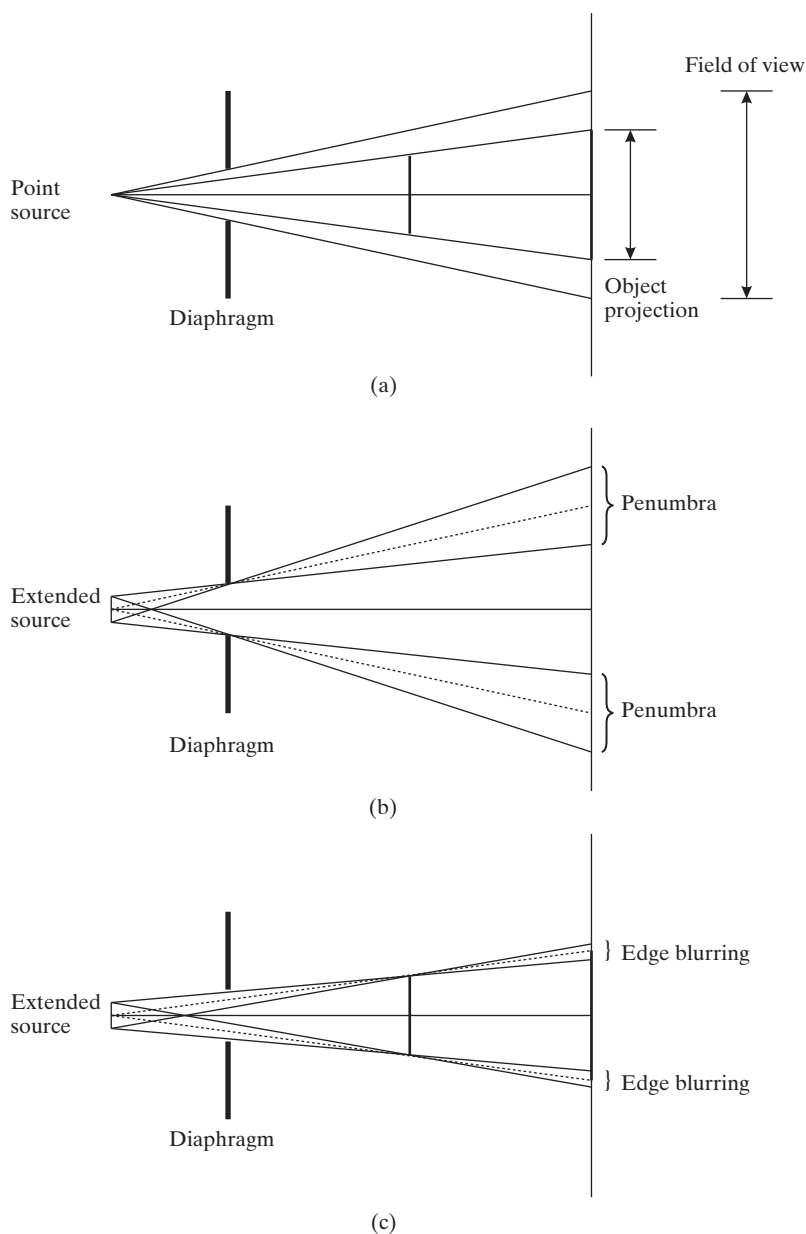 Field of view
Point
source
Object
projection
Diaphragm
(a)
Penumbra
Extended
source
Penumbra
Diaphragm
(b)
Edge blurring
Extended
source
Edge blurring
Diaphragm
(c)